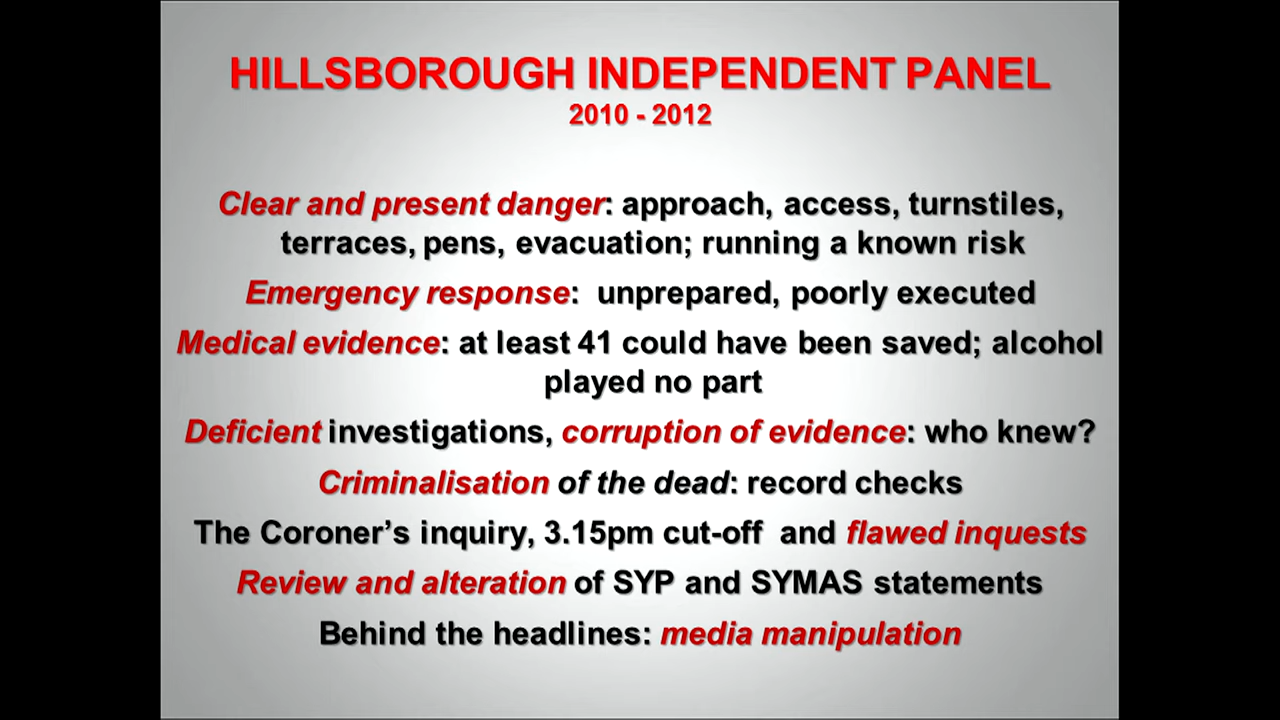 HILLSBOROUGH INDEPENDENT PANEL
2010 - 2012
Clear and present danger: approach, access, turnstiles,
terraces, pens, evacuation; running a known risk
Emergency response: unprepared, poorly executed
Medical evidence: at least 41 could have been saved; alcohol
played no part
Deficient investigations, corruption of evidence: who knew?
Criminalisation of the dead: record checks
The Coroner’s inquiry, 3.15pm cut-off and flawed inquests
Review and alteration of SYP and SYMAS statements
Behind the headlines: media manipulation